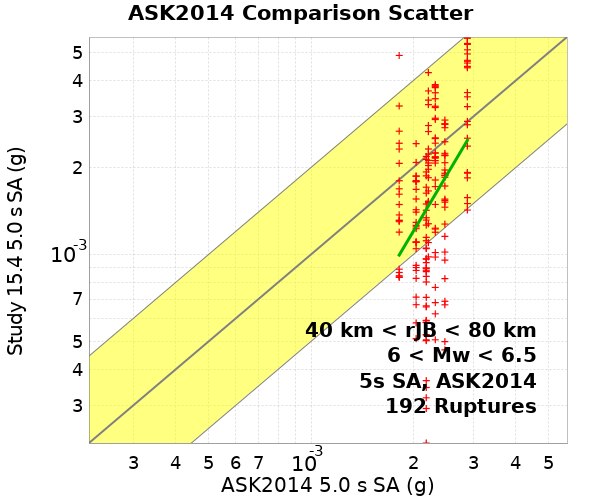 ASK2014 Comparison Scatter
Study 15.4 5.0 s SA (g)
5
4
3
2
10-3
7
5
4
3
40 km < rJB < 80 km
6 < Mw < 6.5
5s SA, ASK2014
192 Ruptures
3 4 5 6 7 10-3 2 3 4 5
ASK2014 5.0 s SA (g)